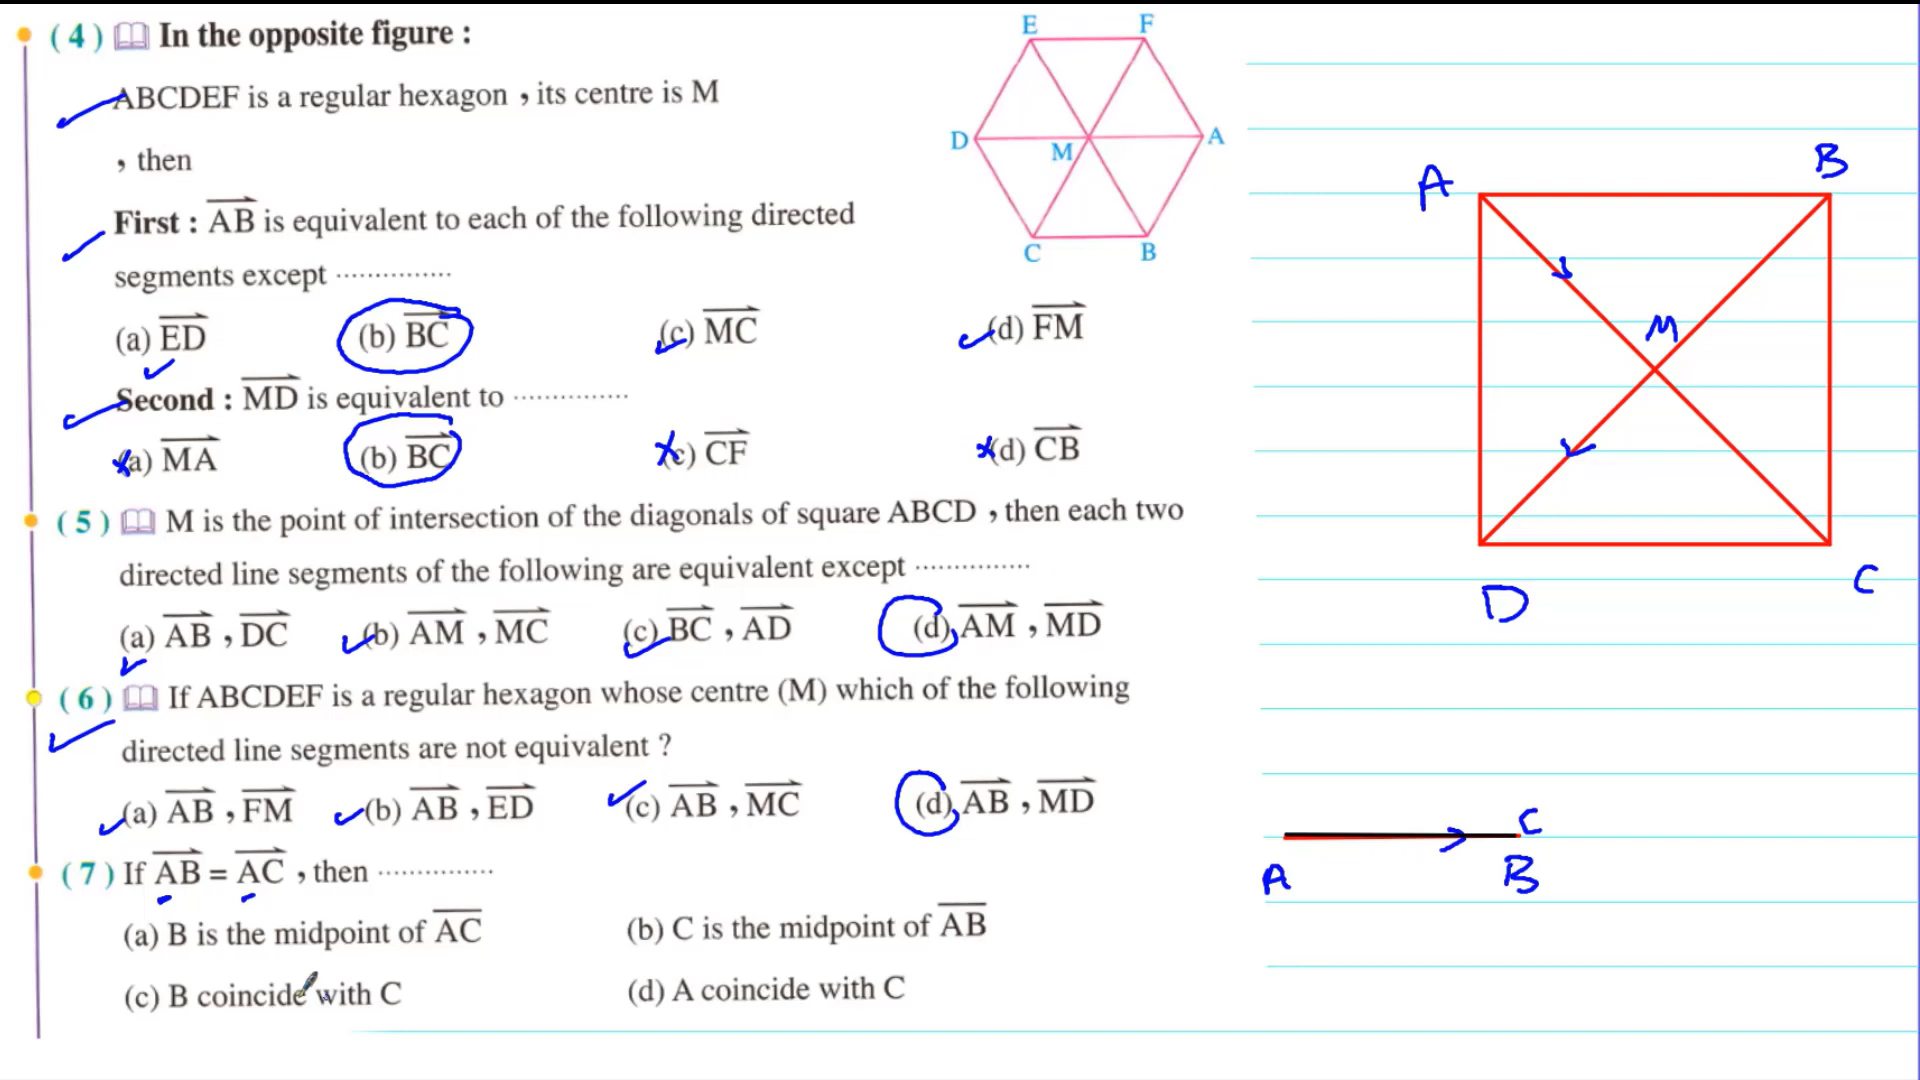 (4) In the opposite figure :
ABCDEF is a regular hexagon , its centre is M
, then
First : AB is equivalent to each of the following directed
segments except ...............
(a) ED (b) BC (c) MC (d) FM
Second : MD is equivalent to ...............
(a) MA (b) BC (c) CF (d) CB
(5) M is the point of intersection of the diagonals of square ABCD , then each two
directed line segments of the following are equivalent except ...............
(a) AB , DC (b) AM , MC (c) BC , AD (d) AM , MD
(6) If ABCDEF is a regular hexagon whose centre (M) which of the following
directed line segments are not equivalent ?
(a) AB , FM (b) AB , ED (c) AB , MC (d) AB , MD
(7) If AB = AC , then ...............
(a) B is the midpoint of AC (b) C is the midpoint of AB
(c) B coincide with C (d) A coincide with C
E F
D M A
C B
A B
M
D C
C
A B